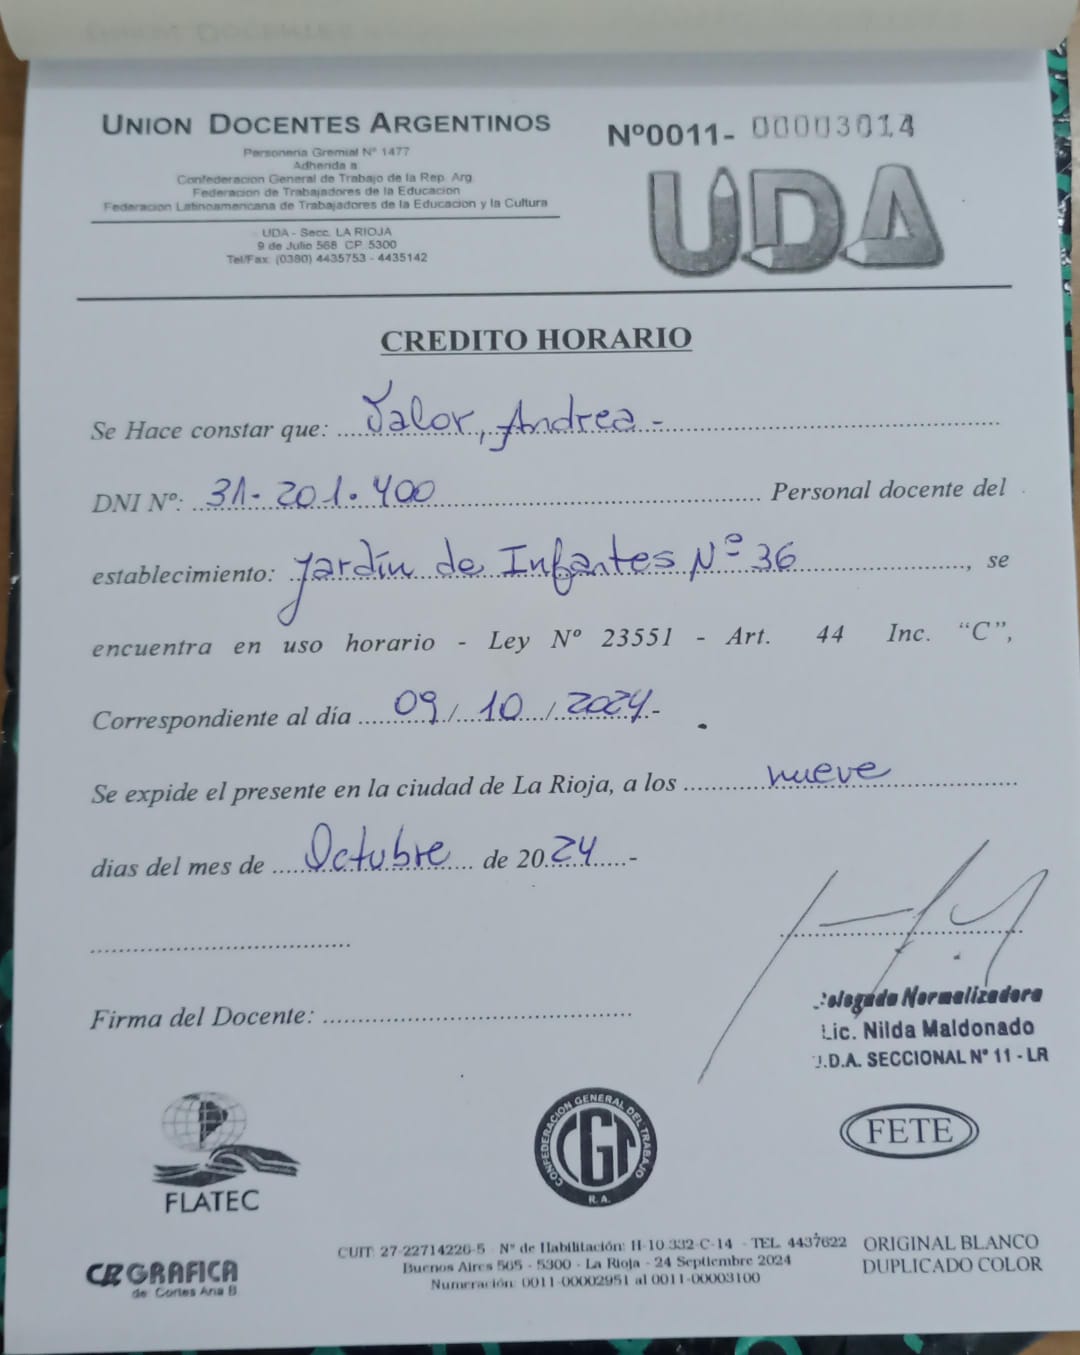 UNION DOCENTES ARGENTINOS
Personeria Gremial Nº 1477
Adherida a
Confederacion General de Trabajo de la Rep. Arg.
Federacion de Trabajadores de la Educacion
Federacion Latinoamericana de Trabajadores de la Educacion y la Cultura
UDA - Secc. LA RIOJA
9 de Julio 568 CP. 5300
Tel/Fax: (0380) 4435753 - 4435142
Nº0011- 00003014
UDA
CREDITO HORARIO
Se Hace constar que: Jalor, Andrea -
DNI Nº: 31-201.400 Personal docente del
establecimiento: Jardín de Infantes Nº 36, se
encuentra en uso horario - Ley Nº 23551 - Art. 44 Inc. “C”,
Correspondiente al día 09/10/2024.-
Se expide el presente en la ciudad de La Rioja, a los nueve
dias del mes de Octubre de 20.24.-
Firma del Docente:
Delegada Normalizadora
Lic. Nilda Maldonado
U.D.A. SECCIONAL Nº 11 - LR
FLATEC
CONFEDERACION GENERAL DEL TRABAJO
CGT
R.A.
FETE
CR GRAFICA
de: Cortes Ana B.
CUIT: 27-22714226-5 - Nº de Habilitación: H-10.332-C-14 - TEL. 4437622
Buenos Aires 565 - 5300 - La Rioja - 24 Septiembre 2024
Numeración: 0011-00002951 al 0011-00003100
ORIGINAL BLANCO
DUPLICADO COLOR